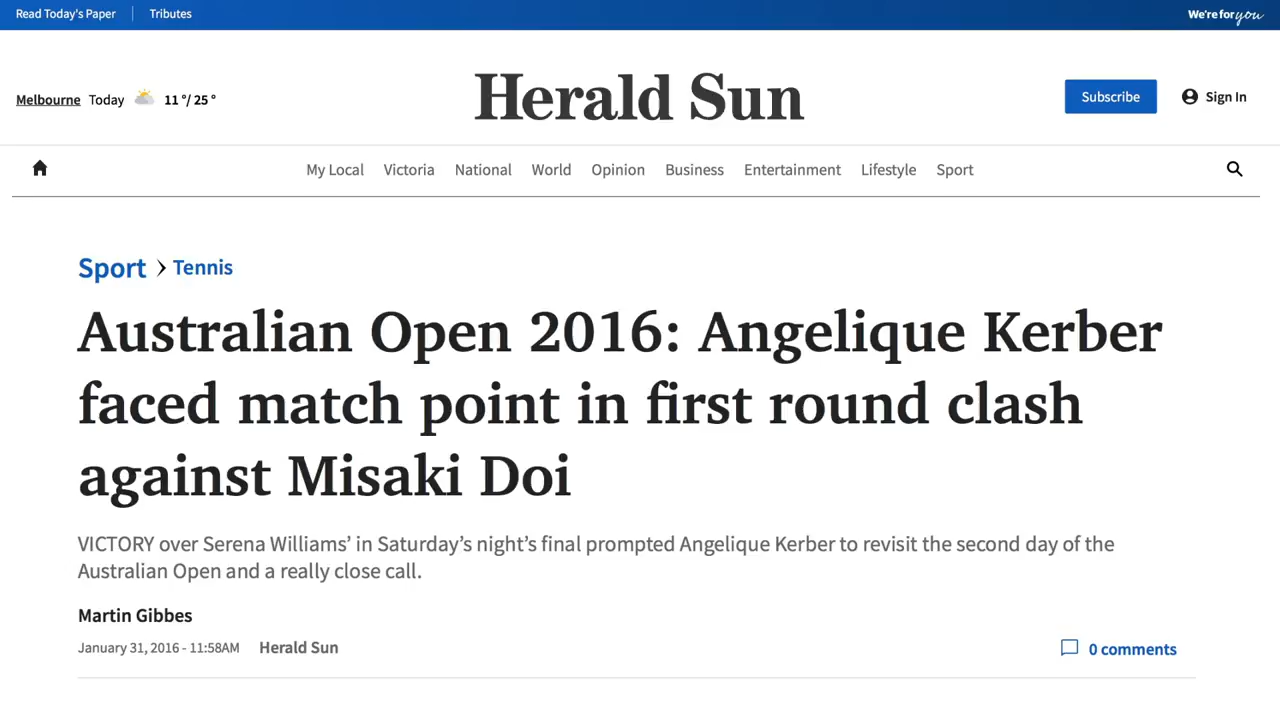 Read Today's Paper Tributes We're for you
Melbourne Today 11 °/ 25 ° Herald Sun Subscribe Sign In
My Local Victoria National World Opinion Business Entertainment Lifestyle Sport
Sport Tennis
Australian Open 2016: Angelique Kerber
faced match point in first round clash
against Misaki Doi
VICTORY over Serena Williams’ in Saturday’s night’s final prompted Angelique Kerber to revisit the second day of the
Australian Open and a really close call.
Martin Gibbes
January 31, 2016 - 11:58AM Herald Sun 0 comments